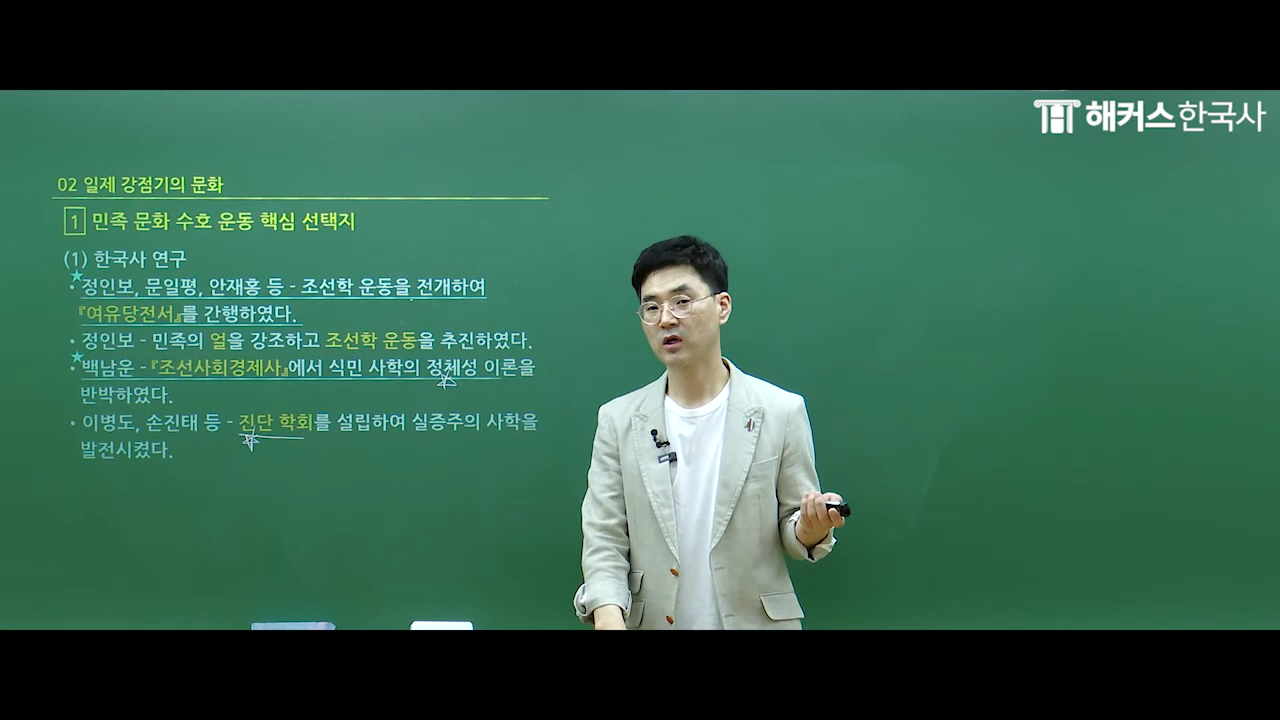 해커스한국사
02 일제 강점기의 문화
1 민족 문화 수호 운동 핵심 선택지
(1) 한국사 연구
• 정인보, 문일평, 안재홍 등 - 조선학 운동을 전개하여
『여유당전서』를 간행하였다.
• 정인보 - 민족의 얼을 강조하고 조선학 운동을 추진하였다.
• 백남운 - 『조선사회경제사』에서 식민 사학의 정체성 이론을
반박하였다.
• 이병도, 손진태 등 - 진단 학회를 설립하여 실증주의 사학을
발전시켰다.